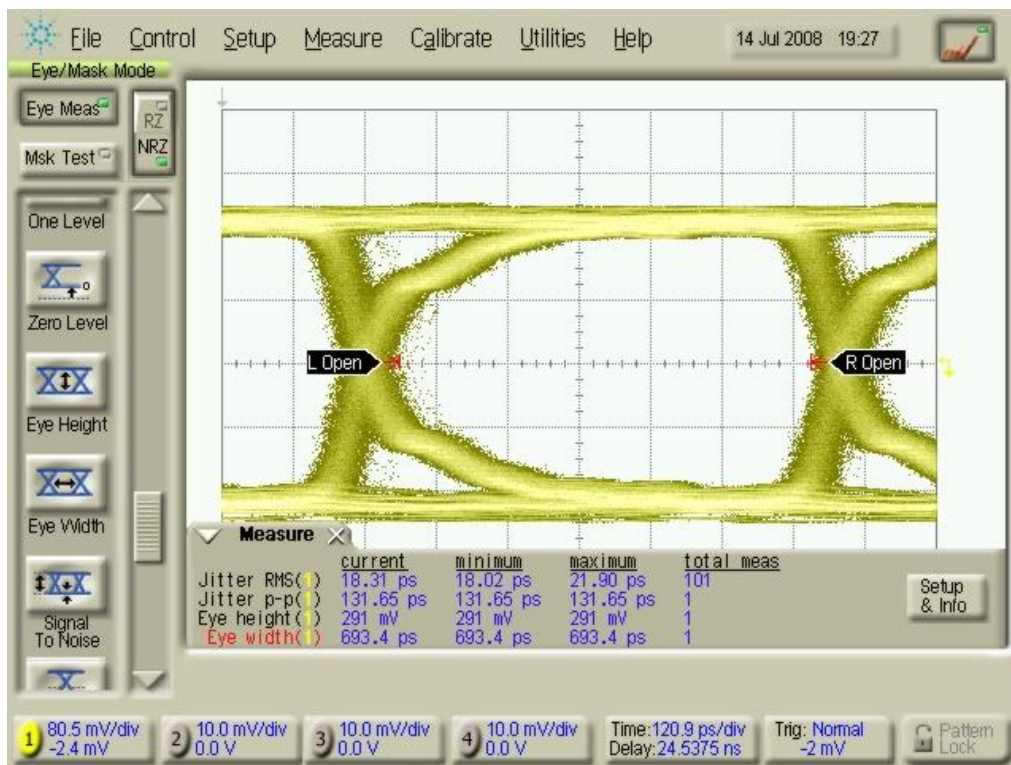 File Control Setup Measure Calibrate Utilities Help 14 Jul 2008 19:27
Eye/Mask Mode
Eye Meas
RZ
NRZ
Msk Test
One Level
Zero Level
Eye Height
Eye Width
Signal
To Noise
L Open
R Open
Measure
current minimum maximum total meas
Jitter RMS(1) 18.31 ps 18.02 ps 21.90 ps 101
Jitter p-p(1) 131.65 ps 131.65 ps 131.65 ps 1
Eye height(1) 291 mV 291 mV 291 mV 1
Eye width(1) 693.4 ps 693.4 ps 693.4 ps 1
Setup
& Info
1 80.5 mV/div
-2.4 mV
2 10.0 mV/div
0.0 V
3 10.0 mV/div
0.0 V
4 10.0 mV/div
0.0 V
Time:120.9 ps/div
Delay:24.5375 ns
Trig: Normal
-2 mV
Pattern
Lock